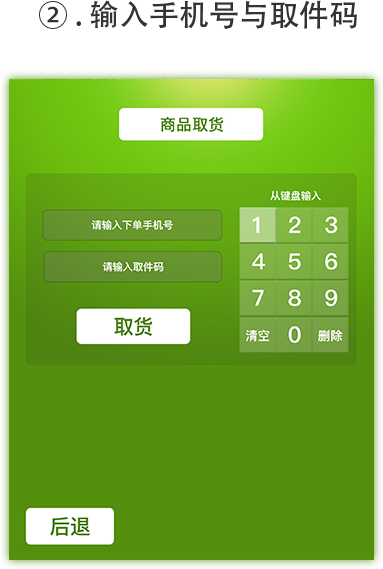 ②.输入手机号与取件码
商品取货
从键盘输入
请输入下单手机号
1 2 3
请输入取件码
4 5 6
7 8 9
取货
清空 0 删除
后退